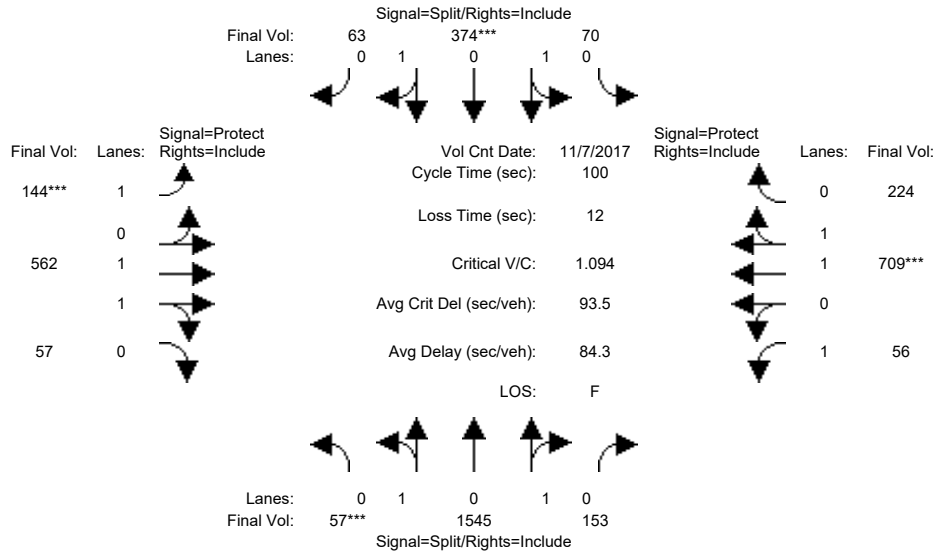 Signal=Split/Rights=Include
Final Vol: 63 374*** 70
Lanes: 0 1 0 1 0
Signal=Protect Signal=Protect
Final Vol: Lanes: Rights=Include Vol Cnt Date: 11/7/2017 Rights=Include Lanes: Final Vol:
Cycle Time (sec): 100
144*** 1 0 224
Loss Time (sec): 12
0 1
562 1 Critical V/C: 1.094 1 709***
1 Avg Crit Del (sec/veh): 93.5 0
57 0 Avg Delay (sec/veh): 84.3 1 56
LOS: F
Lanes: 0 1 0 1 0
Final Vol: 57*** 1545 153
Signal=Split/Rights=Include